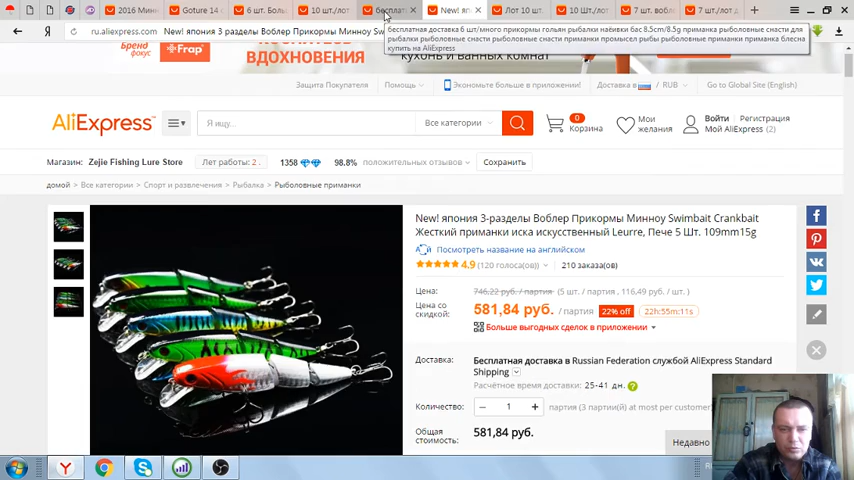 2016 Минн
Goture 14 с
6 шт. Боль
10 шт./лот
бесплат
New! япо
Лот 10 шт.
10 Шт./лот
7 шт. вобл
7 шт./лот д
ru.aliexpress.com
New! япония 3-разделы Воблер Прикормы Минноу Sw
бесплатная доставка 6 шт/много прикормы гольян рыбалки наживки бас 8.5cm/8.5g приманка рыболовные снасти для
рыбалки рыболовные снасти приманки промысел рыбы рыболовные приманки приманка блесна
купить на AliExpress
Бренд
фокус
Frap
ВОДОВОРОТ
КУХОНЬ И ВАННЫХ КОМНАТ
Защита Покупателя
Помощь
Экономьте больше в приложении!
Доставка в
/ RUB
Go to Global Site (English)
AliExpress
Я ищу...
Все категории
0
Корзина
Мои
желания
Войти
Регистрация
Мой AliExpress (2)
Магазин: Zejie Fishing Lure Store
Лет работы: 2 .
1358
98.8% положительных отзывов
Сохранить
домой > Все категории > Спорт и развлечения > Рыбалка > Рыболовные приманки
New! япония 3-разделы Воблер Прикормы Минноу Swimbait Crankbait
Жесткий приманки иска искусственный Leurre, Пече 5 Шт. 109mm15g
Посмотреть название на английском
4.9 (120 голоса(ов))
210 заказа(ов)
Цена:
746,22 руб. / партия (5 шт. / партия , 116,49 руб. / шт. )
Цена со
скидкой:
581,84 руб. / партия
22% off
22h:55m:11s
Больше выгодных сделок в приложении
Доставка:
Бесплатная доставка в Russian Federation службой AliExpress Standard
Shipping
Расчётное время доставки: 25-41 дн.
Количество:
1
партия (3 партии(й) at most per customer)
Общая
стоимость:
581,84 руб.
Недавно